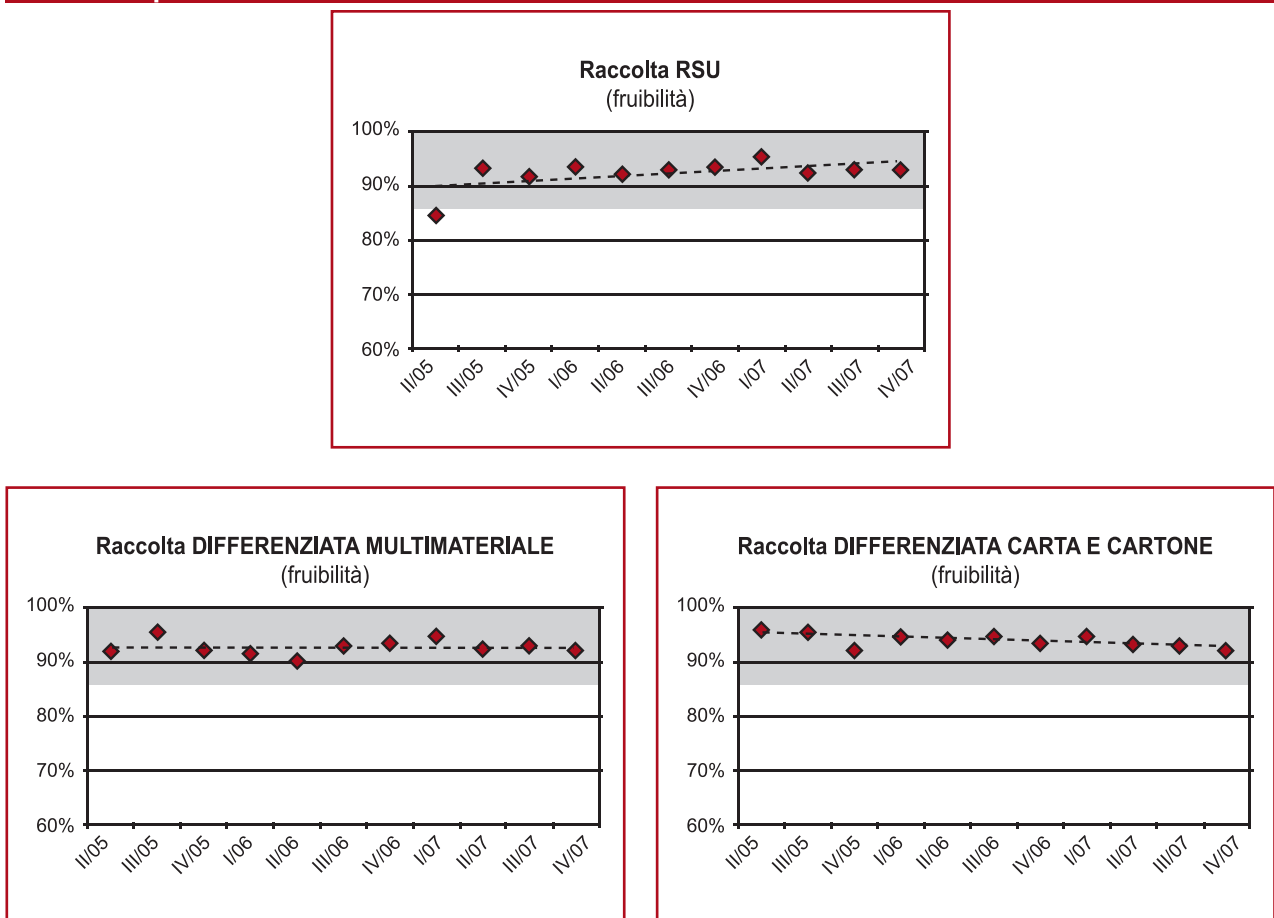 Raccolta RSU
(fruibilità)
100%
90%
80%
70%
60%
II/05 III/05 IV/05 I/06 II/06 III/06 IV/06 I/07 II/07 III/07 IV/07
Raccolta DIFFERENZIATA MULTIMATERIALE
(fruibilità)
100%
90%
80%
70%
60%
II/05 III/05 IV/05 I/06 II/06 III/06 IV/06 I/07 II/07 III/07 IV/07
Raccolta DIFFERENZIATA CARTA E CARTONE
(fruibilità)
100%
90%
80%
70%
60%
II/05 III/05 IV/05 I/06 II/06 III/06 IV/06 I/07 II/07 III/07 IV/07